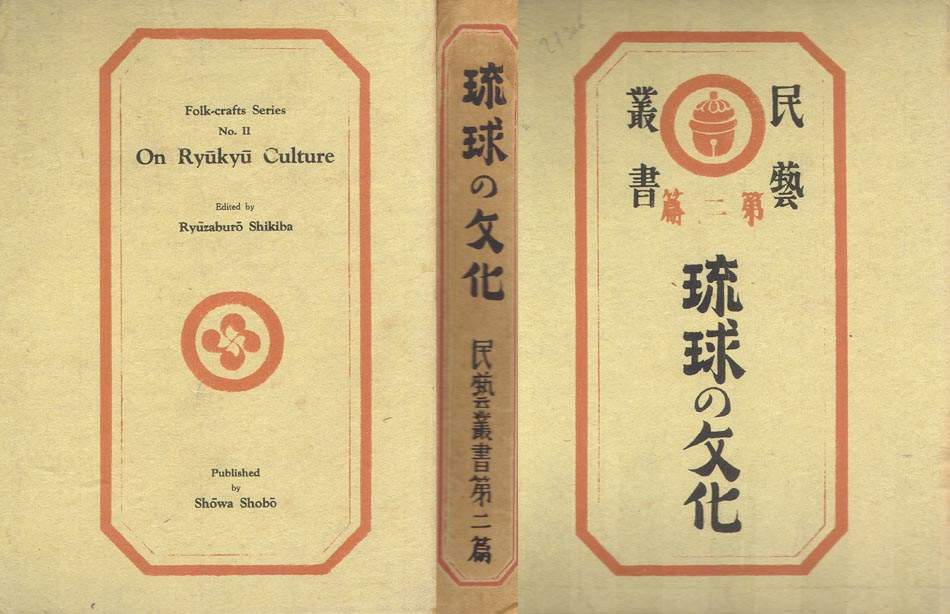 Folk-crafts Series
No. II
On Ryūkyū Culture
Edited by
Ryūzaburō Shikiba
Published
by
Shōwa Shobō
琉球の文化
民藝叢書第二篇
民藝
叢書
第二篇
琉球の文化